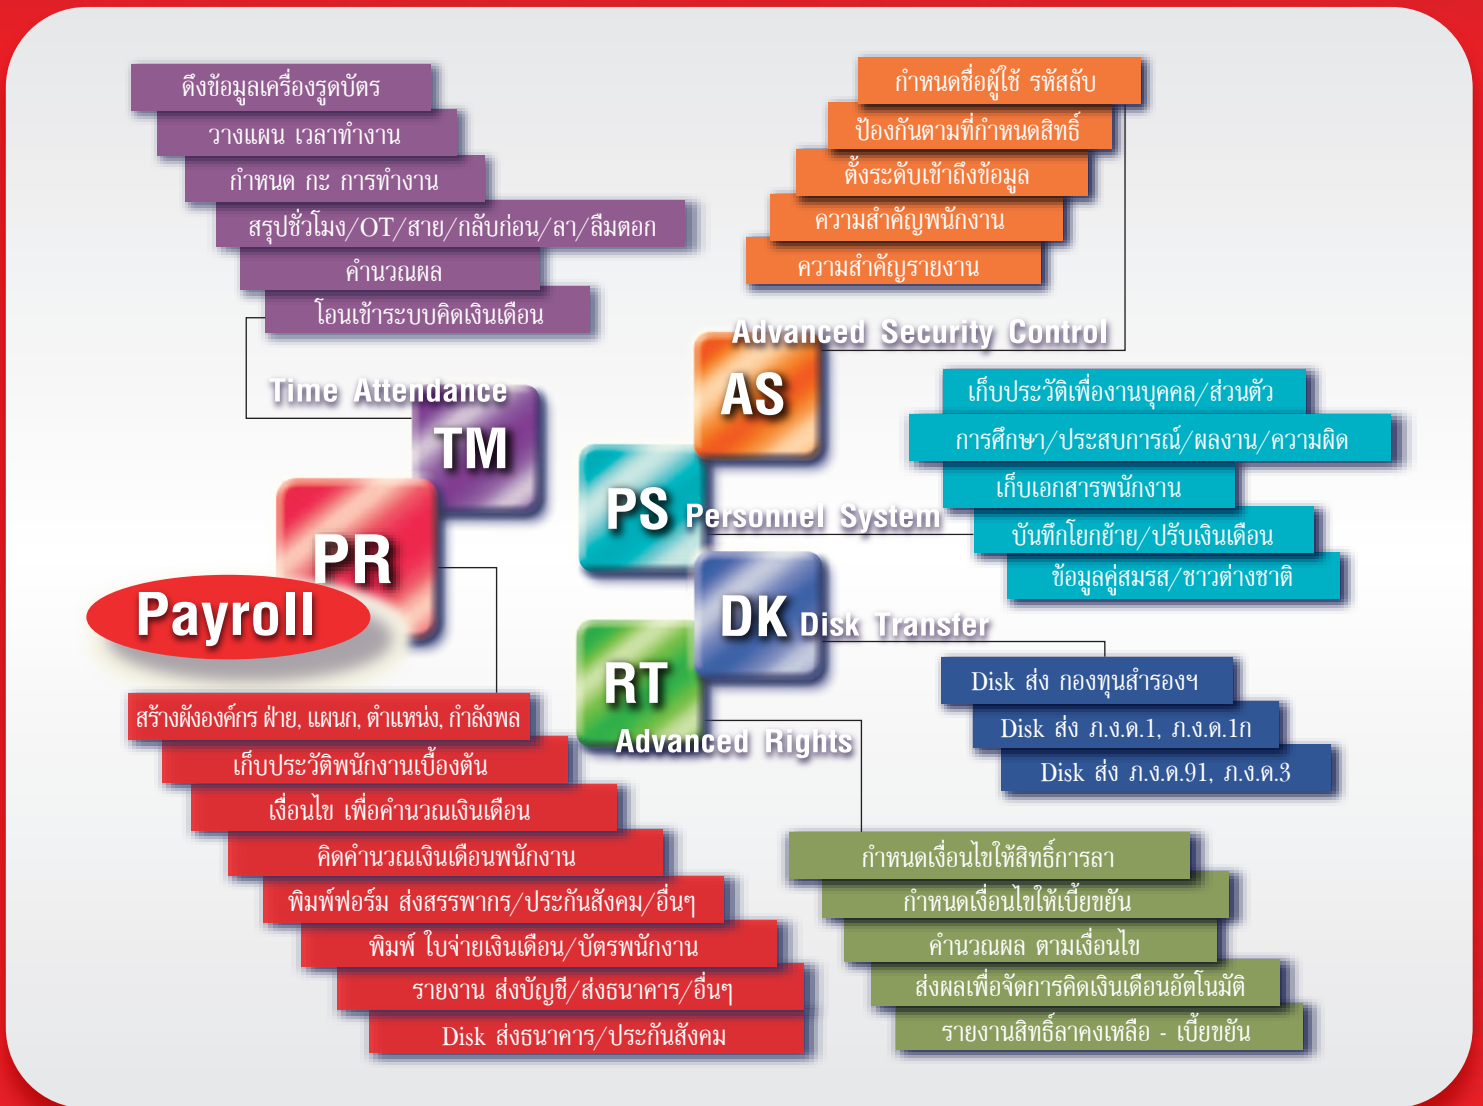 ดึงข้อมูลเครื่องรูดบัตร
วางแผน เวลาทำงาน
กำหนด กะ การทำงาน
สรุปชั่วโมง/OT/สาย/กลับก่อน/ลา/ลืมตอก
คำนวณผล
โอนเข้าระบบคิดเงินเดือน
Time Attendance
TM
กำหนดชื่อผู้ใช้ รหัสลับ
ป้องกันตามที่กำหนดสิทธิ์
ตั้งระดับเข้าถึงข้อมูล
ความสำคัญพนักงาน
ความสำคัญรายงาน
Advanced Security Control
AS
เก็บประวัติเพื่องานบุคคล/ส่วนตัว
การศึกษา/ประสบการณ์/ผลงาน/ความผิด
เก็บเอกสารพนักงาน
บันทึกโยกย้าย/ปรับเงินเดือน
ข้อมูลคู่สมรส/ชาวต่างชาติ
PS Personnel System
PR
Payroll
DK Disk Transfer
RT
Advanced Rights
Disk ส่ง กองทุนสำรองฯ
Disk ส่ง ภ.ง.ด.1, ภ.ง.ด.1ก
Disk ส่ง ภ.ง.ด.91, ภ.ง.ด.3
สร้างผังองค์กร ฝ่าย, แผนก, ตำแหน่ง, กำลังพล
เก็บประวัติพนักงานเบื้องต้น
เงื่อนไข เพื่อคำนวณเงินเดือน
คิดคำนวณเงินเดือนพนักงาน
พิมพ์ฟอร์ม ส่งสรรพากร/ประกันสังคม/อื่นๆ
พิมพ์ ใบจ่ายเงินเดือน/บัตรพนักงาน
รายงาน ส่งบัญชี/ส่งธนาคาร/อื่นๆ
Disk ส่งธนาคาร/ประกันสังคม
กำหนดเงื่อนไขให้สิทธิ์การลา
กำหนดเงื่อนไขให้เบี้ยขยัน
คำนวณผล ตามเงื่อนไข
ส่งผลเพื่อจัดการคิดเงินเดือนอัตโนมัติ
รายงานสิทธิ์ลาคงเหลือ - เบี้ยขยัน